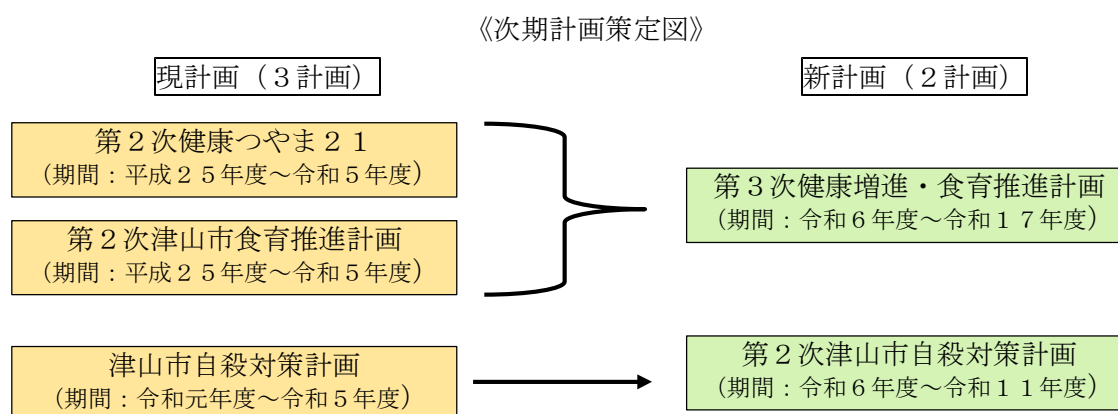 《次期計画策定図》
現計画（３計画）
新計画（２計画）
第２次健康つやま２１
（期間：平成２５年度～令和５年度）
第２次津山市食育推進計画
（期間：平成２５年度～令和５年度）
第３次健康増進・食育推進計画
（期間：令和６年度～令和１７年度）
津山市自殺対策計画
（期間：令和元年度～令和５年度）
第２次津山市自殺対策計画
（期間：令和６年度～令和１１年度）